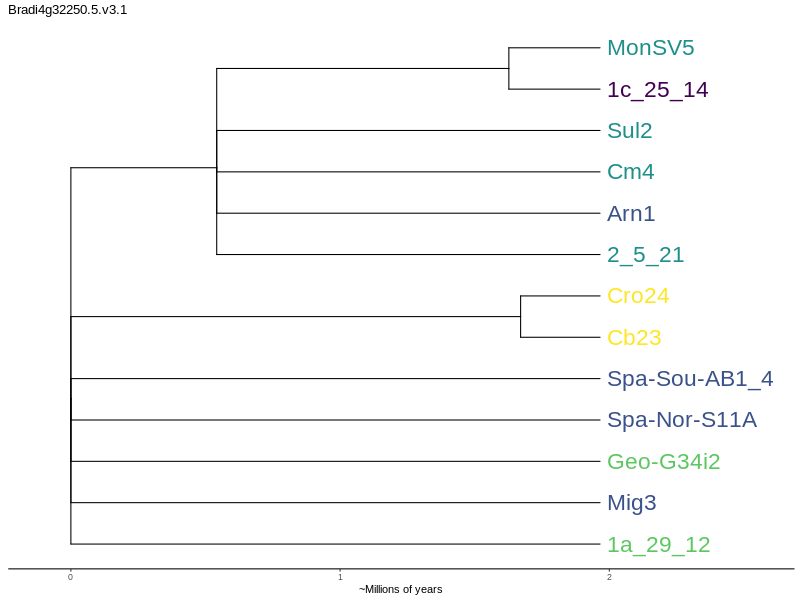 Bradi4g32250.5.v3.1
MonSV5
1c_25_14
Sul2
Cm4
Arn1
2_5_21
Cro24
Cb23
Spa-Sou-AB1_4
Spa-Nor-S11A
Geo-G34i2
Mig3
1a_29_12
0 1 2
~Millions of years